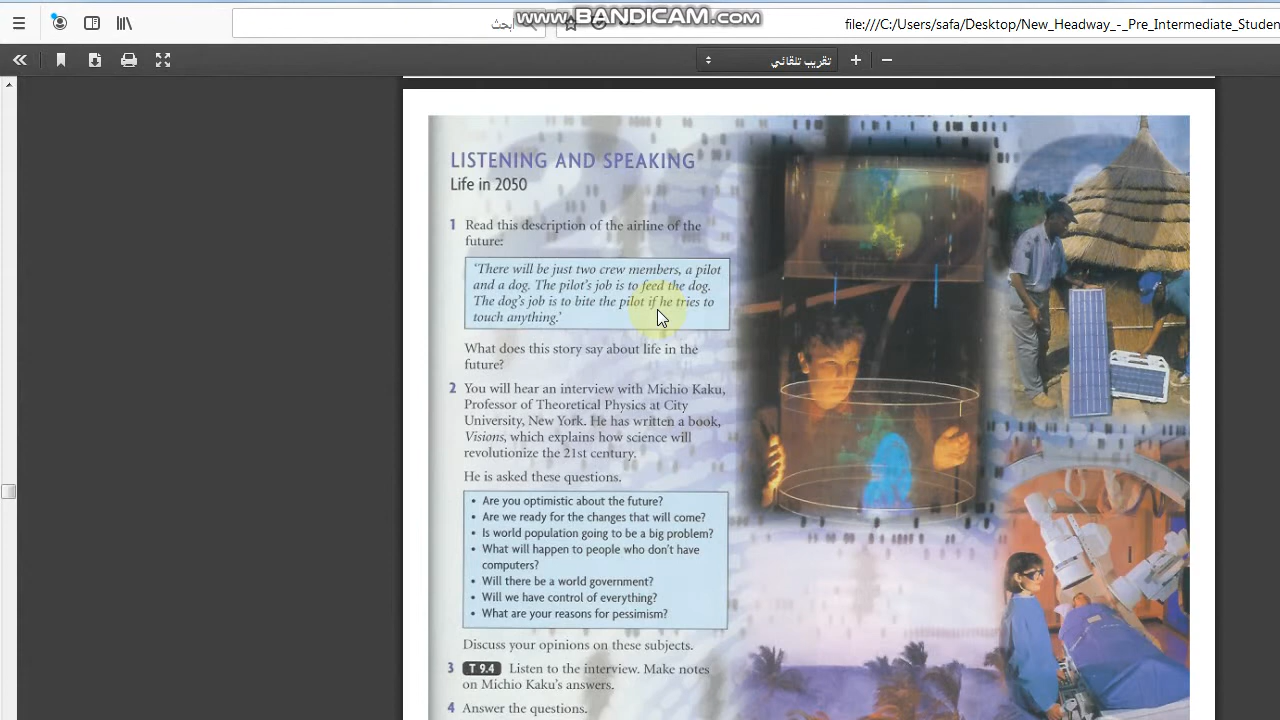 www.BANDICAM.com
ابحث
file:///C:/Users/safa/Desktop/New_Headway_-_Pre_Intermediate_Studen
تقريب تلقائي
LISTENING AND SPEAKING
Life in 2050
1 Read this description of the airline of the
future:
'There will be just two crew members, a pilot
and a dog. The pilot's job is to feed the dog.
The dog's job is to bite the pilot if he tries to
touch anything.'
What does this story say about life in the
future?
2 You will hear an interview with Michio Kaku,
Professor of Theoretical Physics at City
University, New York. He has written a book,
Visions, which explains how science will
revolutionize the 21st century.
He is asked these questions.
• Are you optimistic about the future?
• Are we ready for the changes that will come?
• Is world population going to be a big problem?
• What will happen to people who don't have
computers?
• Will there be a world government?
• Will we have control of everything?
• What are your reasons for pessimism?
Discuss your opinions on these subjects.
3 T 9.4 Listen to the interview. Make notes
on Michio Kaku's answers.
4 Answer the questions.